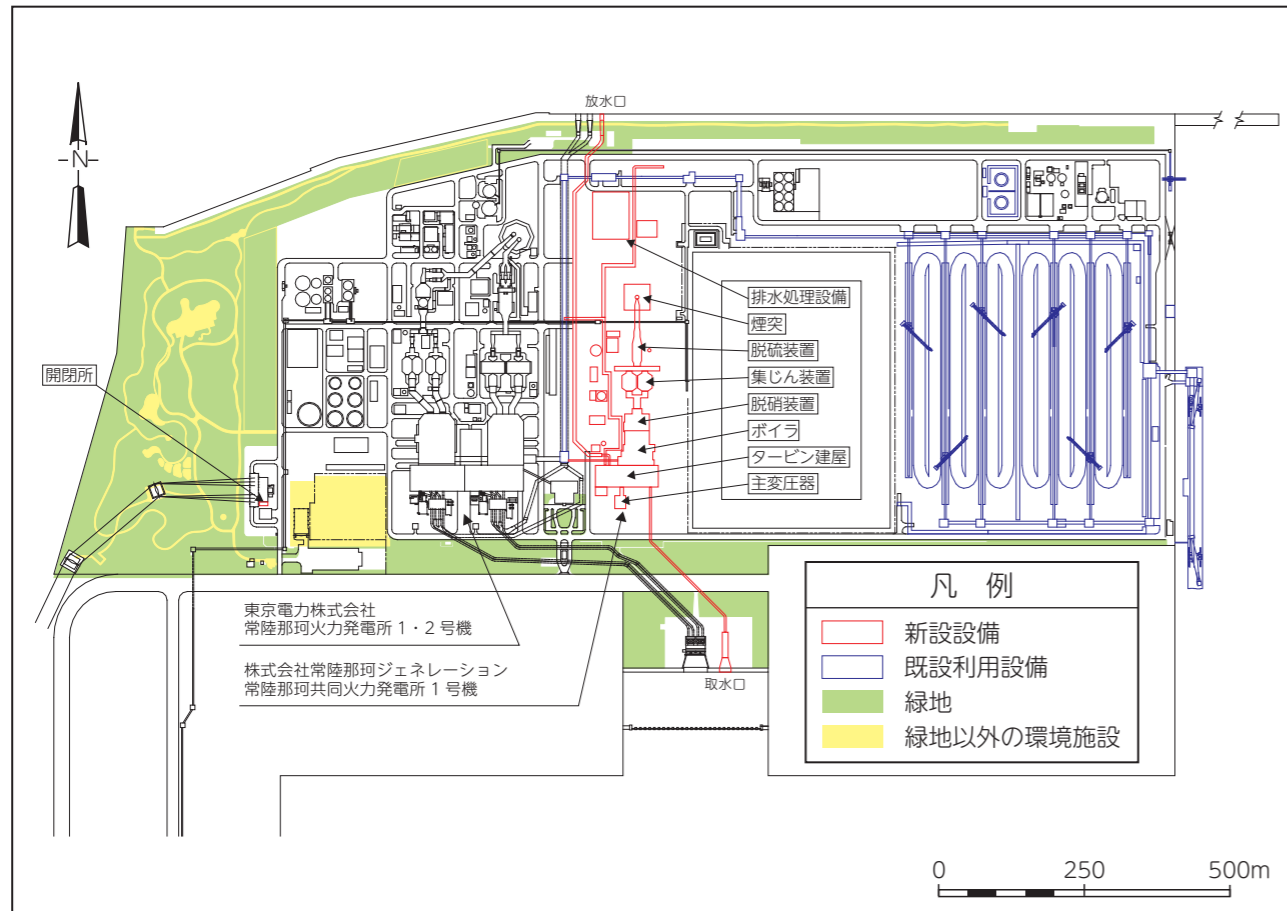 放水口
N
排水処理設備
煙突
脱硫装置
集じん装置
脱硝装置
ボイラ
タービン建屋
主変圧器
開閉所
東京電力株式会社
常陸那珂火力発電所1・2号機
株式会社常陸那珂ジェネレーション
常陸那珂共同火力発電所1号機
取水口
凡 例
新設設備
既設利用設備
緑地
緑地以外の環境施設
0 250 500m